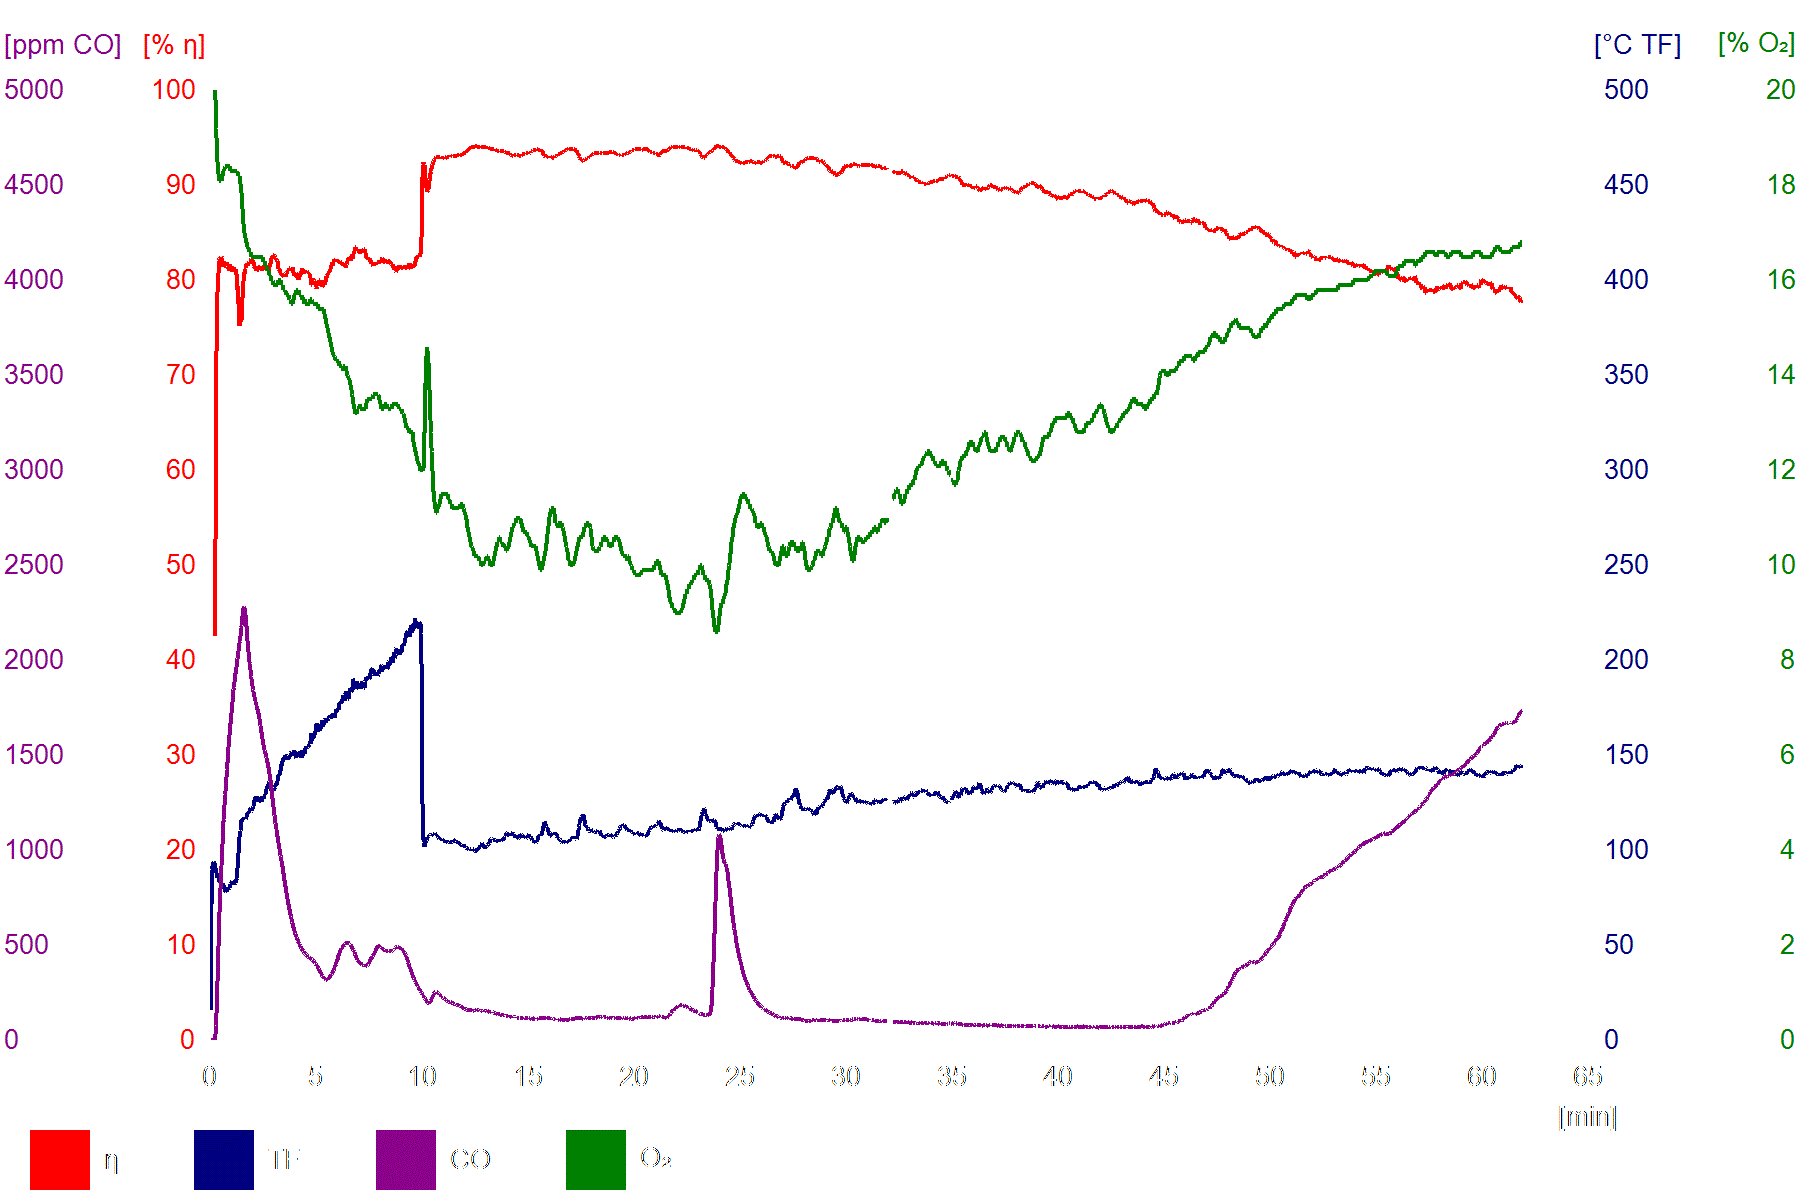 [ppm CO] [% η] [°C TF] [% O₂]
5000 100 500 20
4500 90 450 18
4000 80 400 16
3500 70 350 14
3000 60 300 12
2500 50 250 10
2000 40 200 8
1500 30 150 6
1000 20 100 4
500 10 50 2
0 0 0 0
0 5 10 15 20 25 30 35 40 45 50 55 60 65
[min]
η TF CO O₂